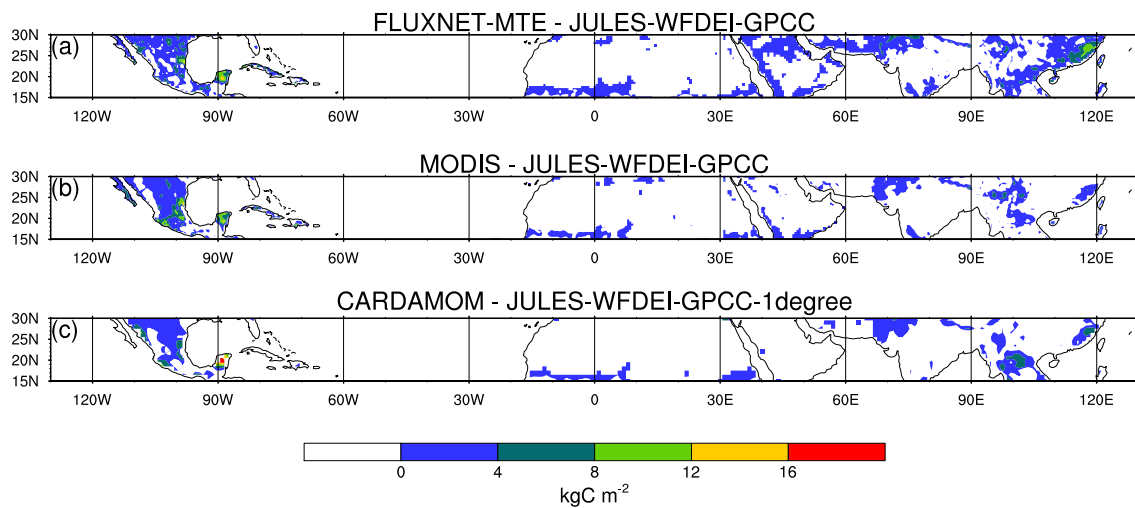 FLUXNET-MTE - JULES-WFDEI-GPCC
(a)
30N
25N
20N
15N
120W 90W 60W 30W 0 30E 60E 90E 120E
MODIS - JULES-WFDEI-GPCC
(b)
30N
25N
20N
15N
120W 90W 60W 30W 0 30E 60E 90E 120E
CARDAMOM - JULES-WFDEI-GPCC-1degree
(c)
30N
25N
20N
15N
120W 90W 60W 30W 0 30E 60E 90E 120E
0 4 8 12 16
kgC m⁻²